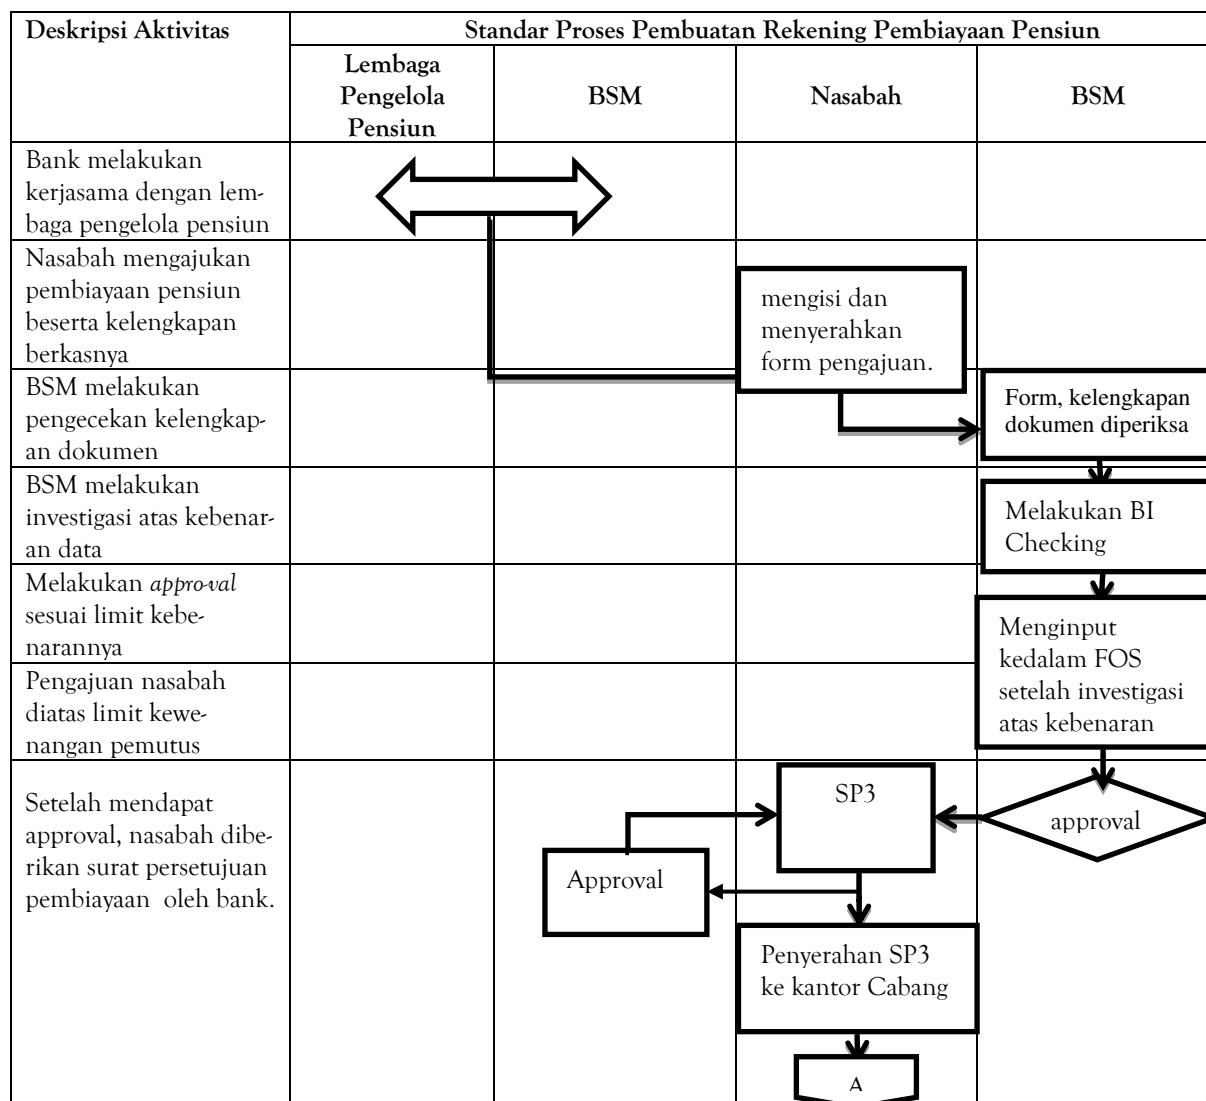 Deskripsi Aktivitas
Standar Proses Pembuatan Rekening Pembiayaan Pensiun
Lembaga
Pengelola
Pensiun
BSM
Nasabah
BSM
Bank melakukan
kerjasama dengan lem-
baga pengelola pensiun
Nasabah mengajukan
pembiayaan pensiun
beserta kelengkapan
berkasnya
mengisi dan
menyerahkan
form pengajuan.
BSM melakukan
pengecekan kelengkap-
an dokumen
Form, kelengkapan
dokumen diperiksa
BSM melakukan
investigasi atas kebenar-
an data
Melakukan BI
Checking
Melakukan approval
sesuai limit kebe-
narannya
Menginput
kedalam FOS
setelah investigasi
atas kebenaran
Pengajuan nasabah
diatas limit kewe-
nangan pemutus
Setelah mendapat
approval, nasabah dibe-
rikan surat persetujuan
pembiayaan oleh bank.
SP3
approval
Approval
Penyerahan SP3
ke kantor Cabang
A